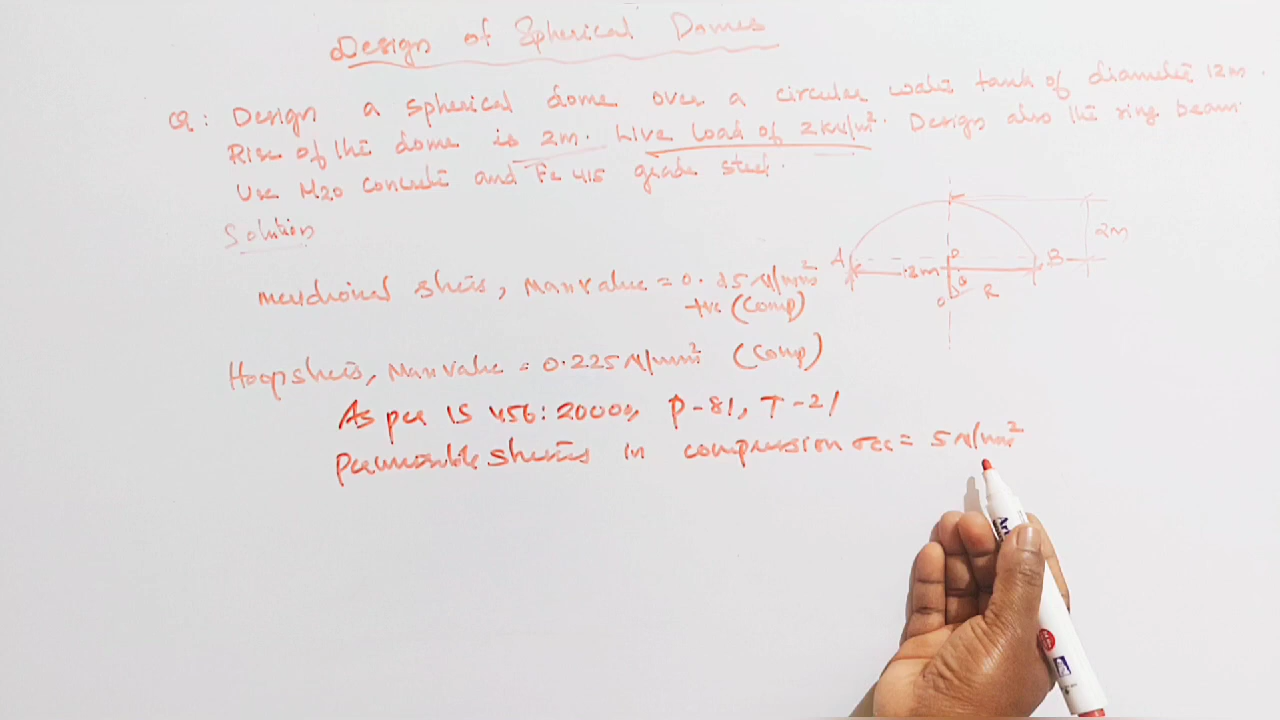 Design of Spherical Domes
Q: Design a spherical dome over a circular water tank of diameter 12m.
Rise of the dome is 2m. Live load of 2kN/m². Design also the ring beam.
Use M20 concrete and Fe 415 grade steel.
Solution
2m
A 12m O B
O θ R
Meridional stress, Max value = 0.25 N/mm²
+ve (Comp)
Hoop stress, Max value = 0.225 N/mm² (Comp)
As per IS 456:2000, P-81, T-21
Permissible stress in compression σcc = 5 N/mm²